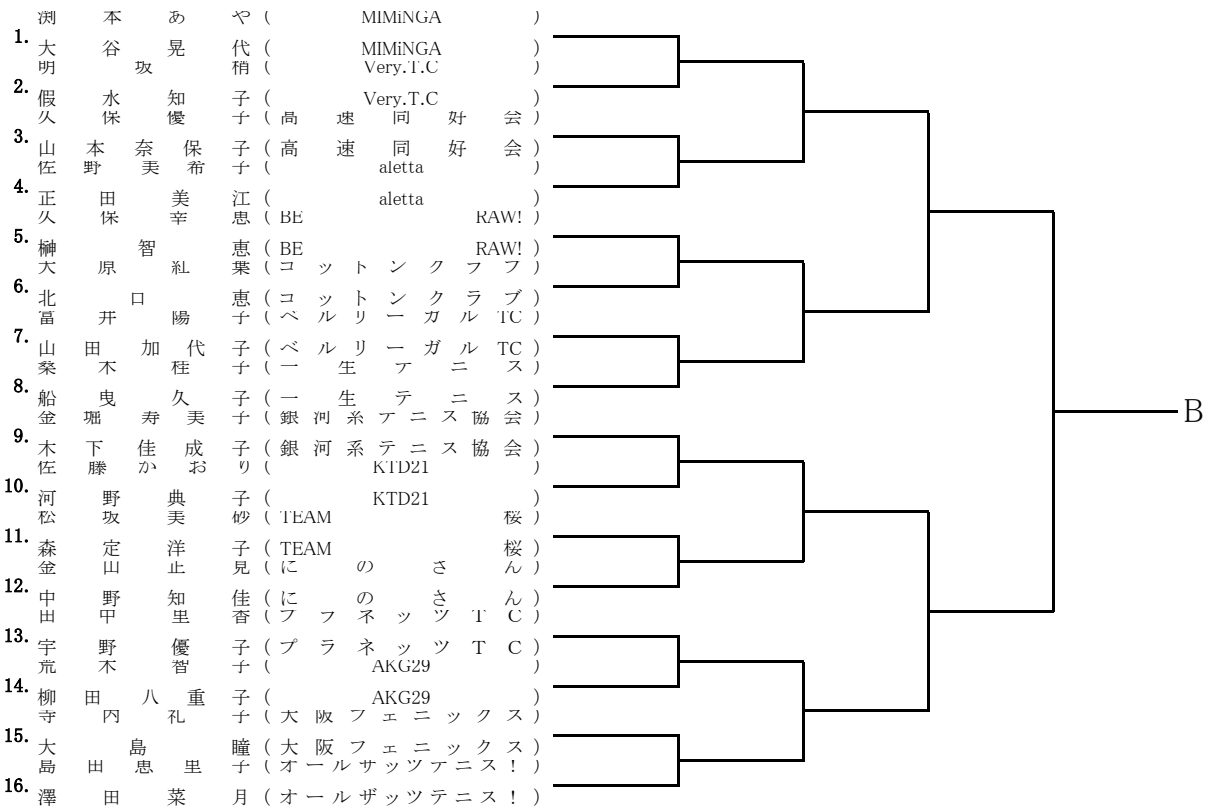 渕本あや ( MIMiNGA )
1.
大谷晃代 ( MIMiNGA )
明坂梢 ( Very.T.C )
2.
假水知子 ( Very.T.C )
久保優子 ( 高速同好会 )
3.
山本奈保子 ( 高速同好会 )
佐野美希子 ( aletta )
4.
正田美江 ( aletta )
久保幸恵 ( BE RAW! )
5.
榊智恵 ( BE RAW! )
大原紅葉 ( コットンクラブ )
6.
北口恵 ( コットンクラブ )
富井陽子 ( ベルリーガル TC )
7.
山田加代子 ( ベルリーガル TC )
桑木桂子 ( 一生テニス )
8.
船曳久子 ( 一生テニス )
金堀寿美子 ( 銀河系テニス協会 )
9.
木下佳成子 ( 銀河系テニス協会 )
佐藤かおり ( KTD21 )
10.
河野典子 ( KTD21 )
松坂美砂 ( TEAM 桜 )
11.
森定洋子 ( TEAM 桜 )
金山正見 ( にのさん )
12.
中野知佳 ( にのさん )
田中里香 ( プラネッツTC )
13.
宇野優子 ( プラネッツTC )
荒木智子 ( AKG29 )
14.
柳田八重子 ( AKG29 )
寺内礼子 ( 大阪フェニックス )
15.
大島瞳 ( 大阪フェニックス )
島田恵里子 ( オールザッツテニス! )
16.
澤田菜月 ( オールザッツテニス! )
B